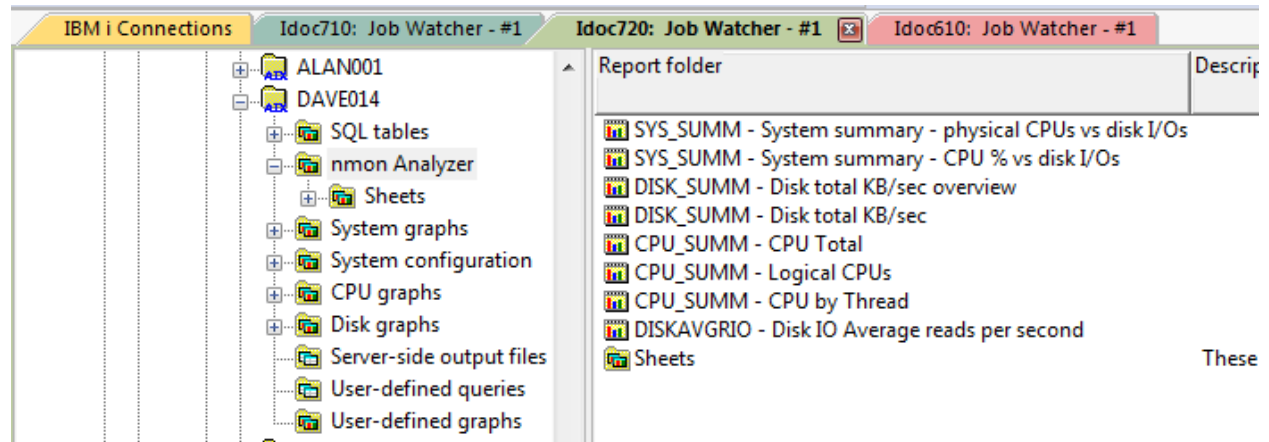 IBM i Connections
Idoc710: Job Watcher - #1
Idoc720: Job Watcher - #1
Idoc610: Job Watcher - #1
AIX ALAN001
AIX DAVE014
SQL tables
nmon Analyzer
Sheets
System graphs
System configuration
CPU graphs
Disk graphs
Server-side output files
User-defined queries
User-defined graphs
Report folder
Descrip
SYS_SUMM - System summary - physical CPUs vs disk I/Os
SYS_SUMM - System summary - CPU % vs disk I/Os
DISK_SUMM - Disk total KB/sec overview
DISK_SUMM - Disk total KB/sec
CPU_SUMM - CPU Total
CPU_SUMM - Logical CPUs
CPU_SUMM - CPU by Thread
DISKAVGRIO - Disk IO Average reads per second
Sheets
These